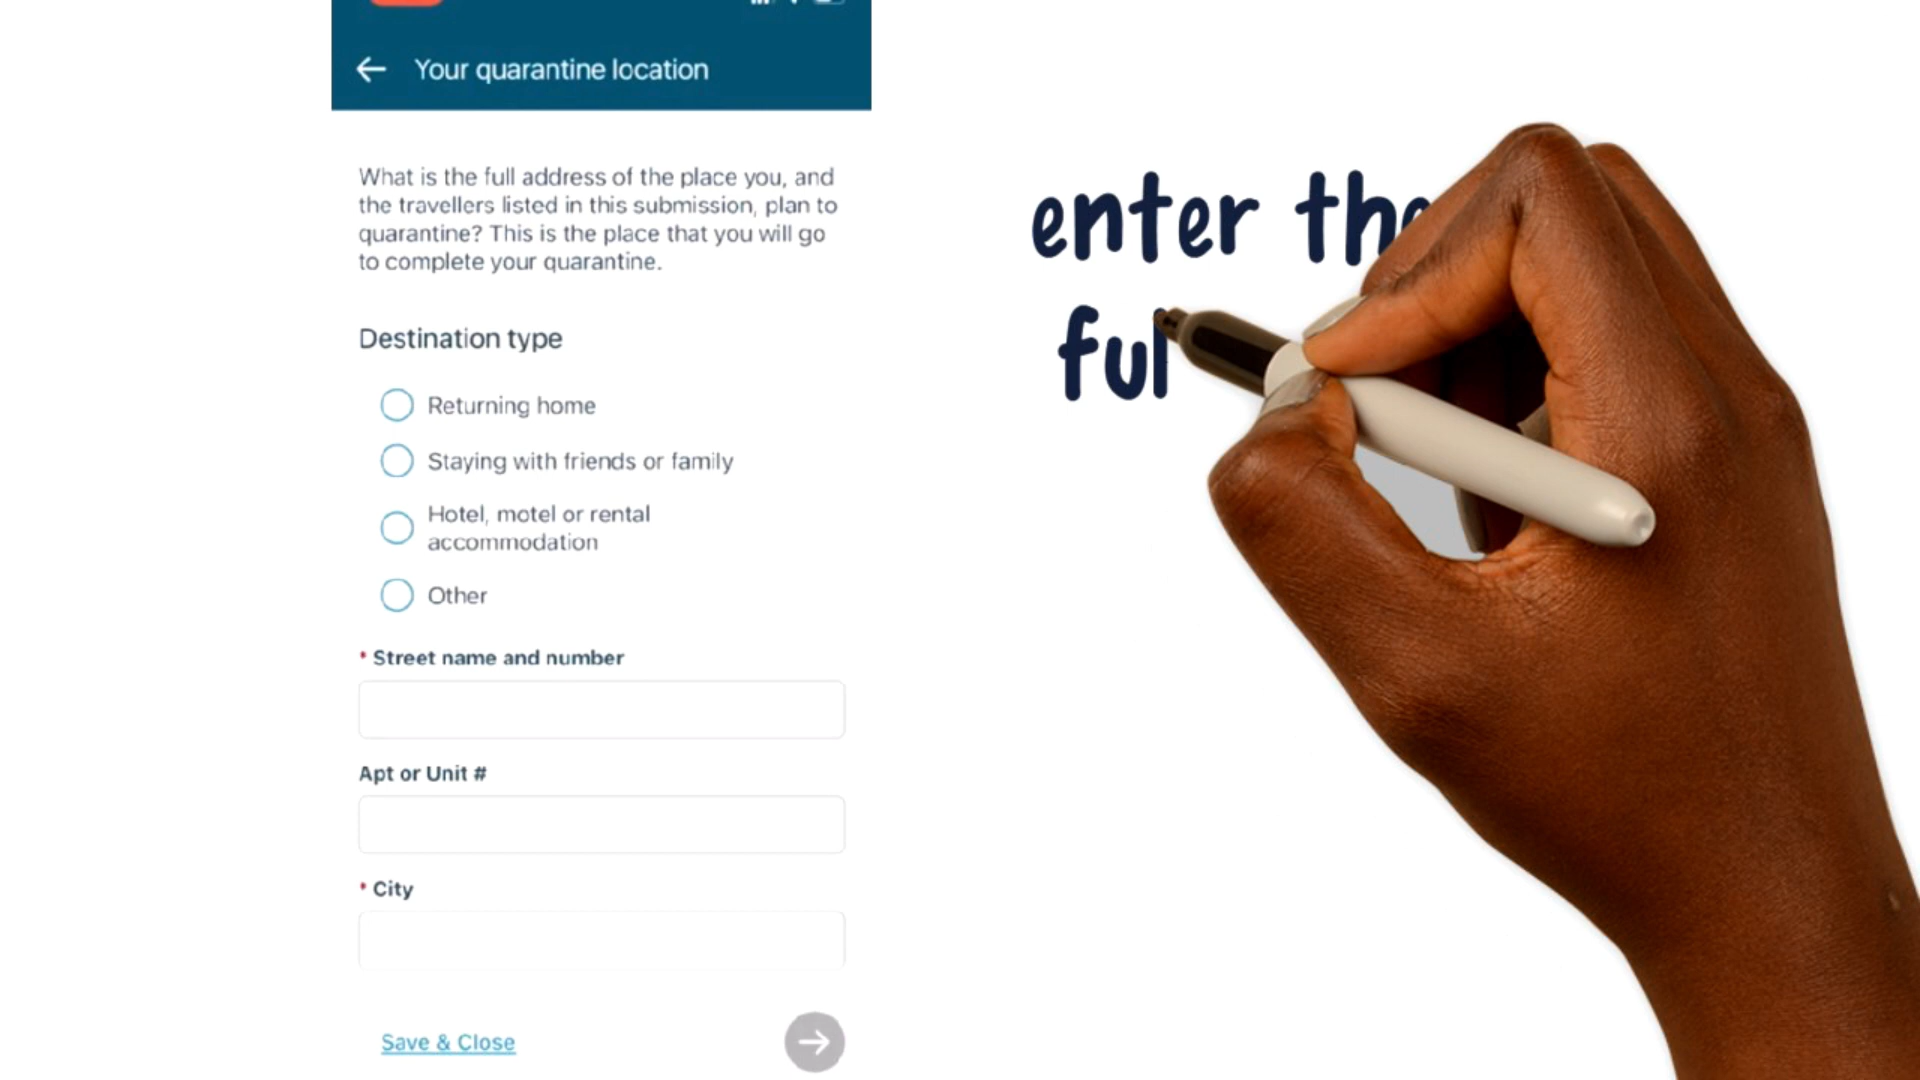 Your quarantine location
What is the full address of the place you, and
the travellers listed in this submission, plan to
quarantine? This is the place that you will go
to complete your quarantine.
Destination type
Returning home
Staying with friends or family
Hotel, motel or rental
accommodation
Other
* Street name and number
Apt or Unit #
* City
Save & Close
enter the
ful